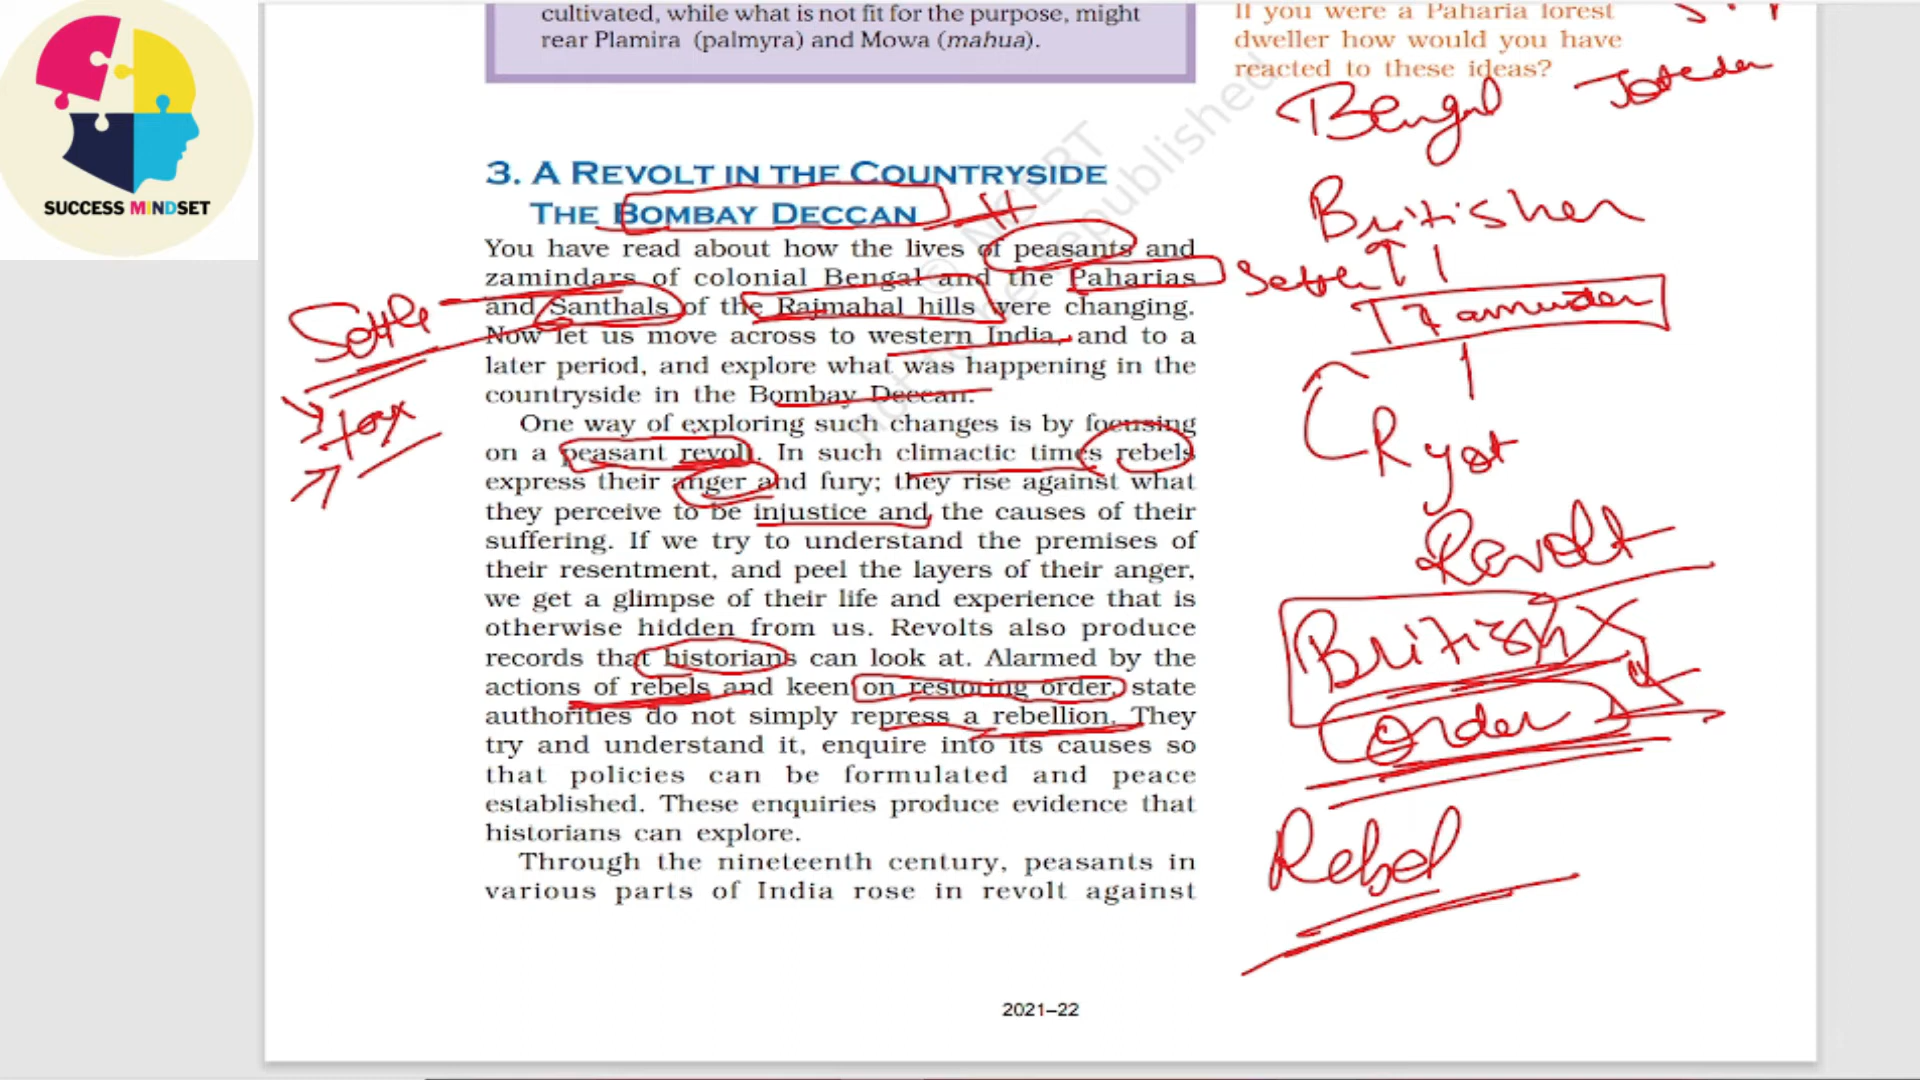 cultivated, while what is not fit for the purpose, might
rear Plamira (palmyra) and Mowa (mahua).
If you were a Paharia forest
dweller how would you have
reacted to these ideas?
SUCCESS MINDSET
3. A REVOLT IN THE COUNTRYSIDE
THE BOMBAY DECCAN
You have read about how the lives of peasants and
zamindars of colonial Bengal and the Paharias
and Santhals of the Rajmahal hills were changing.
Now let us move across to western India, and to a
later period, and explore what was happening in the
countryside in the Bombay Deccan.
One way of exploring such changes is by focusing
on a peasant revolt. In such climactic times rebels
express their anger and fury; they rise against what
they perceive to be injustice and the causes of their
suffering. If we try to understand the premises of
their resentment, and peel the layers of their anger,
we get a glimpse of their life and experience that is
otherwise hidden from us. Revolts also produce
records that historians can look at. Alarmed by the
actions of rebels and keen on restoring order, state
authorities do not simply repress a rebellion. They
try and understand it, enquire into its causes so
that policies can be formulated and peace
established. These enquiries produce evidence that
historians can explore.
Through the nineteenth century, peasants in
various parts of India rose in revolt against
2021–22
© NCERT
not to be republished
Settle
tax
Bengal
Britisher
Settle
Ryot
Revolt
British
order
Rebel